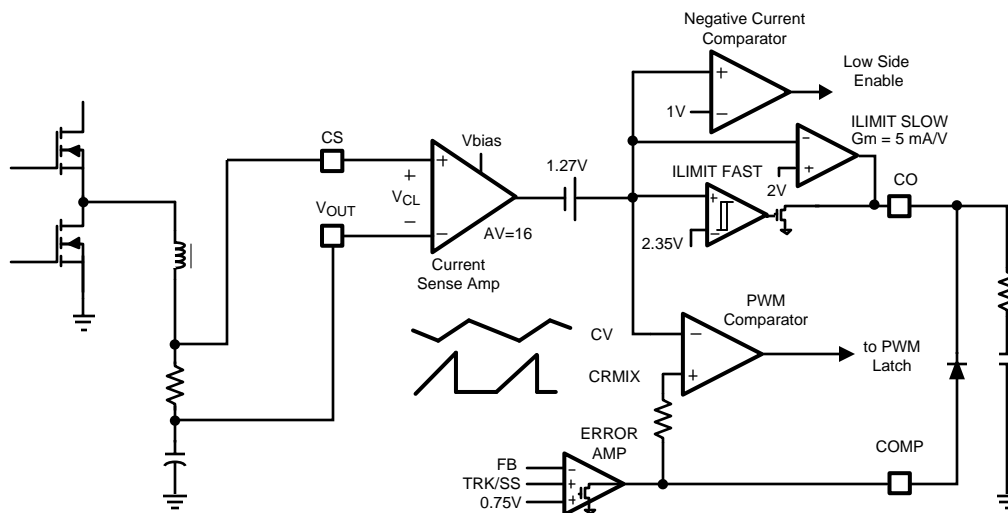 Negative Current
Comparator
Low Side
Enable
1V
ILIMIT SLOW
Gm = 5 mA/V
CS
Vbias
1.27V
ILIMIT FAST
2V
CO
VCL
VOUT
AV=16
2.35V
Current
Sense Amp
PWM
Comparator
CV
to PWM
Latch
CRMIX
ERROR
AMP
COMP
FB
TRK/SS
0.75V